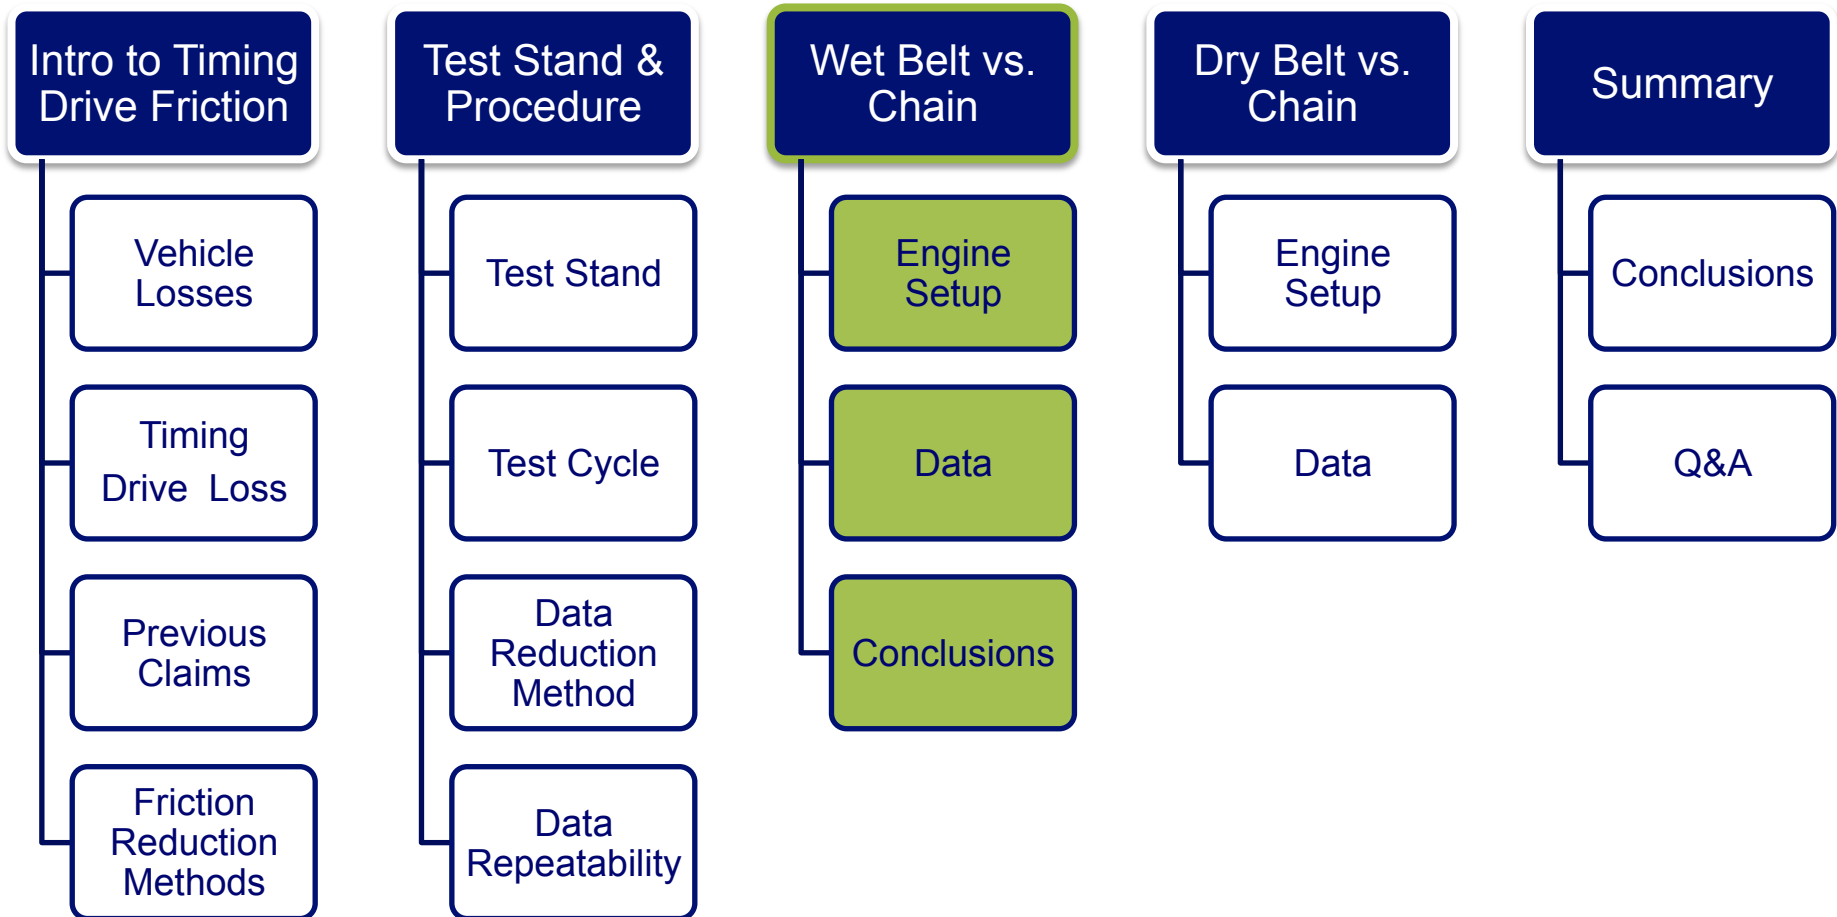 Intro to Timing
Drive Friction
Vehicle
Losses
Timing
Drive Loss
Previous
Claims
Friction
Reduction
Methods
Test Stand &
Procedure
Test Stand
Test Cycle
Data
Reduction
Method
Data
Repeatability
Wet Belt vs.
Chain
Engine
Setup
Data
Conclusions
Dry Belt vs.
Chain
Engine
Setup
Data
Summary
Conclusions
Q&A